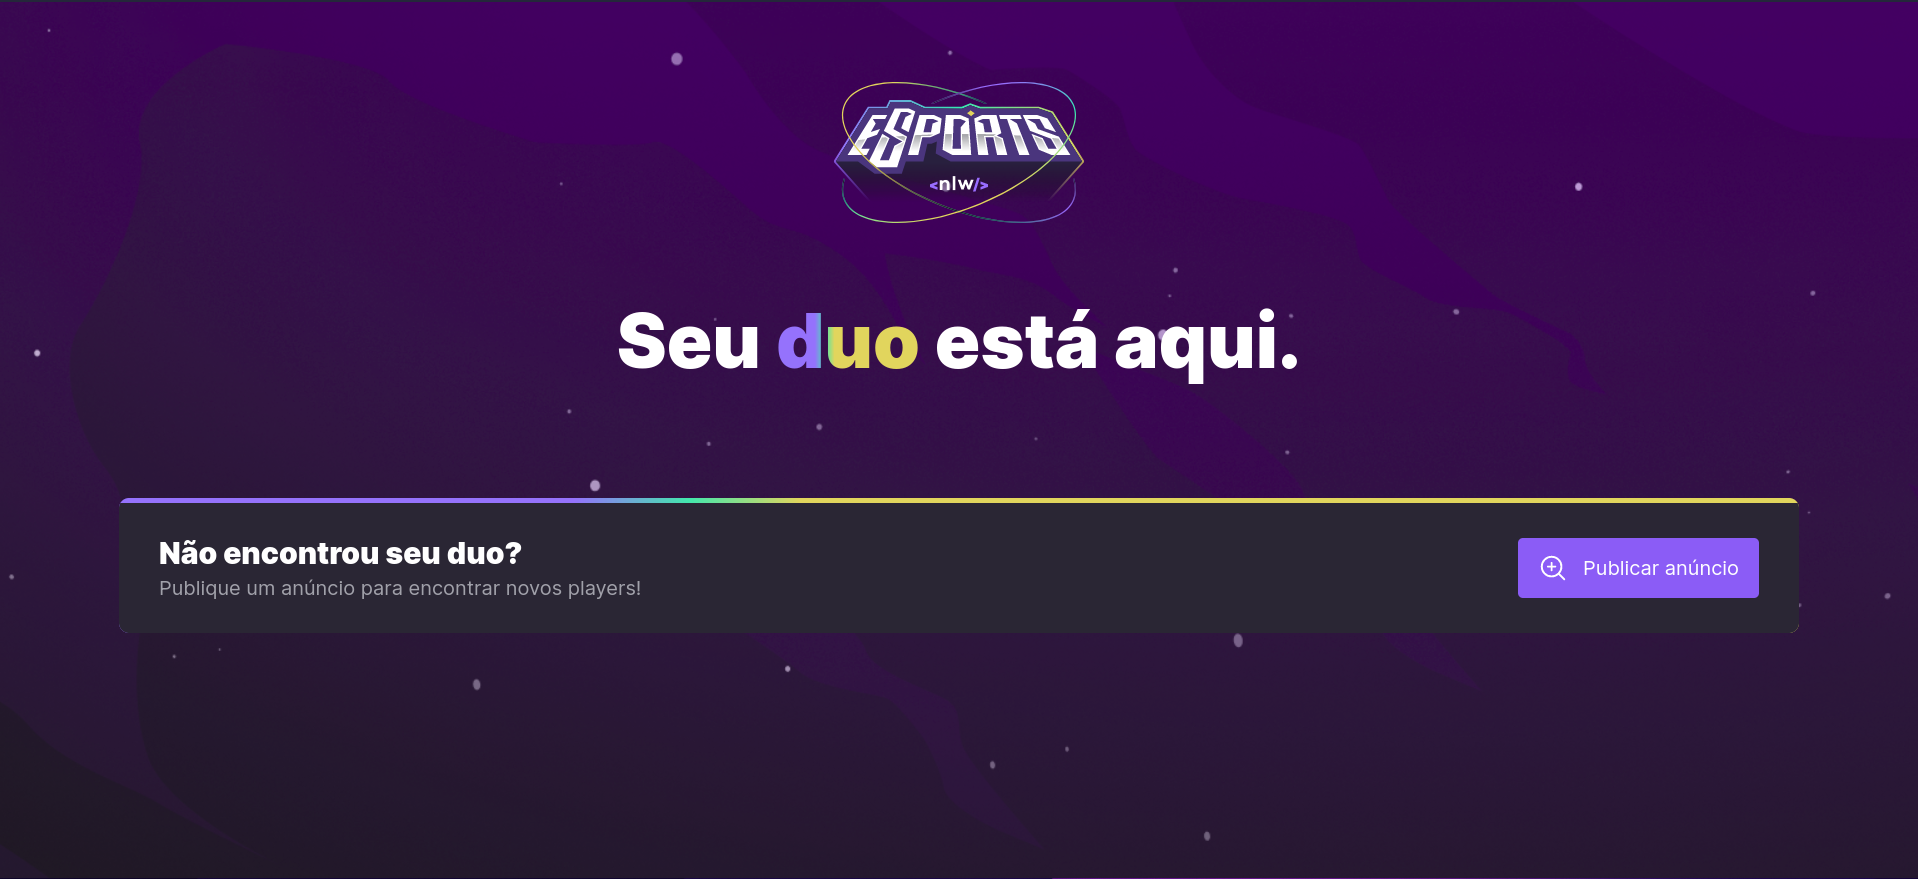 ESPORTS
<nlw/>
Seu duo está aqui.
Não encontrou seu duo?
Publique um anúncio para encontrar novos players!
Publicar anúncio